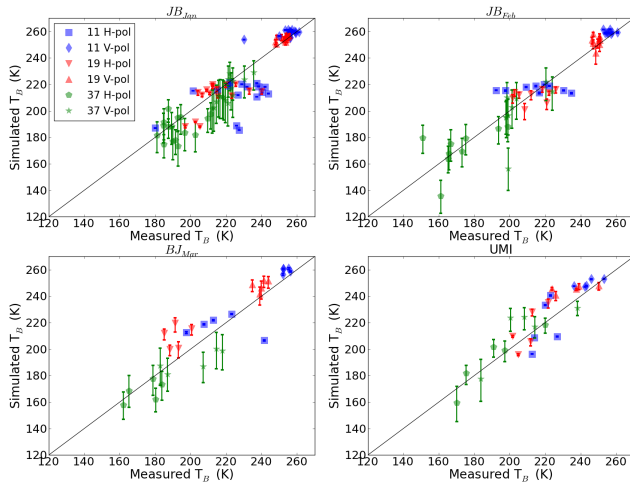 JB_Jan
JB_Feb
Simulated T_B (K)
270
260
240
220
200
180
160
140
120
11 H-pol
11 V-pol
19 H-pol
19 V-pol
37 H-pol
37 V-pol
120 140 160 180 200 220 240 260
Measured T_B (K)
Simulated T_B (K)
260
240
220
200
180
160
140
120
120 140 160 180 200 220 240 260
Measured T_B (K)
BJ_Mar
UMI
Simulated T_B (K)
260
240
220
200
180
160
140
120
120 140 160 180 200 220 240 260
Measured T_B (K)
Simulated T_B (K)
260
240
220
200
180
160
140
120
120 140 160 180 200 220 240 260
Measured T_B (K)